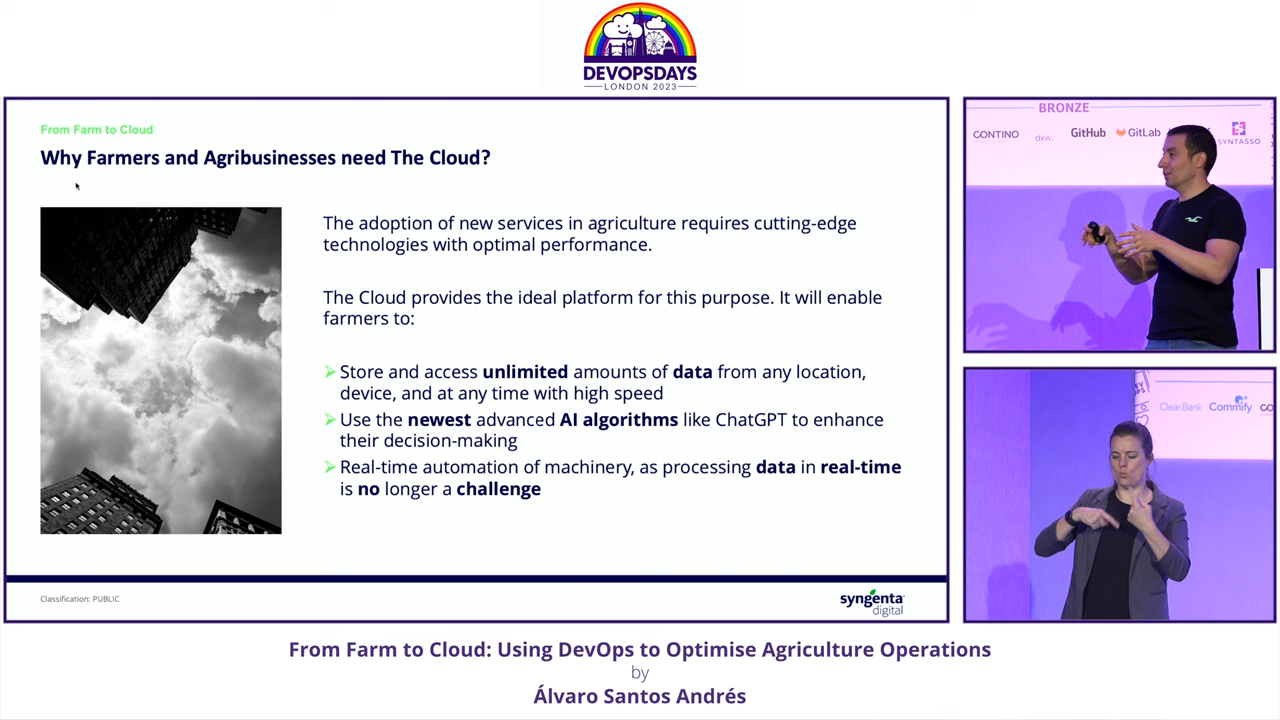 DEVOPSDAYS
LONDON 2023
From Farm to Cloud
Why Farmers and Agribusinesses need The Cloud?
The adoption of new services in agriculture requires cutting-edge
technologies with optimal performance.
The Cloud provides the ideal platform for this purpose. It will enable
farmers to:
Store and access unlimited amounts of data from any location,
device, and at any time with high speed
Use the newest advanced AI algorithms like ChatGPT to enhance
their decision-making
Real-time automation of machinery, as processing data in real-time
is no longer a challenge
Classification: PUBLIC
syngenta
digital
BRONZE
CONTINO dxw. GitHub GitLab
SYNTASSO
ClearBank Commify CO
From Farm to Cloud: Using DevOps to Optimise Agriculture Operations
by
Álvaro Santos Andrés